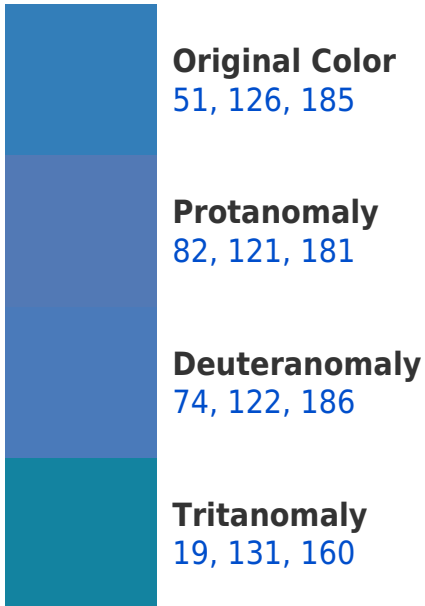 Original Color
51, 126, 185
Protanomaly
82, 121, 181
Deuteranomaly
74, 122, 186
Tritanomaly
19, 131, 160